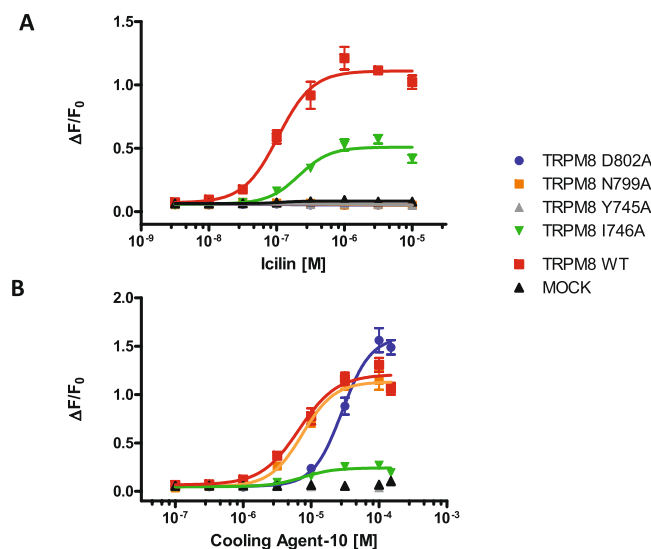 A
1.5
1.0
0.5
0.0
ΔF/F0
10-9 10-8 10-7 10-6 10-5 10-4
Icilin [M]
TRPM8 D802A
TRPM8 N799A
TRPM8 Y745A
TRPM8 I746A
TRPM8 WT
MOCK
B
2.0
1.5
1.0
0.5
0.0
ΔF/F0
10-7 10-6 10-5 10-4 10-3
Cooling Agent-10 [M]